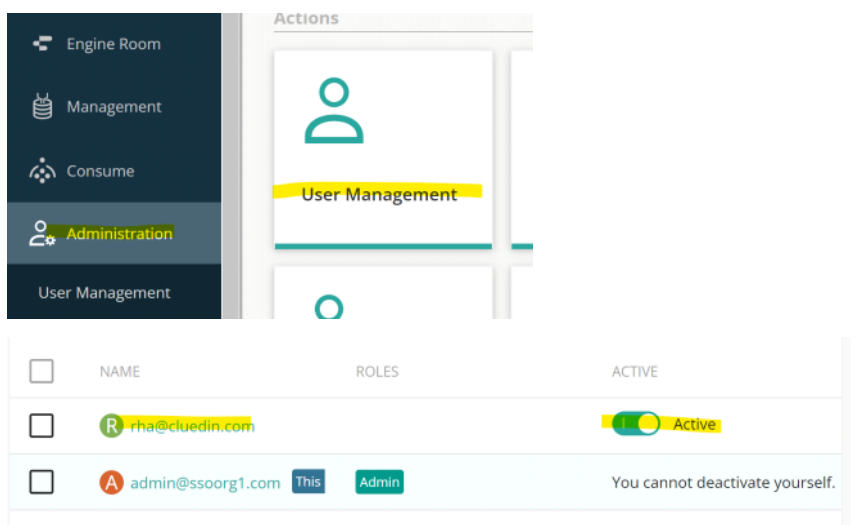 Actions
Engine Room
Management
Consume
User Management
Administration
User Management
NAME ROLES ACTIVE
R rha@cluedin.com Active
A admin@ssoorg1.com This Admin You cannot deactivate yourself.